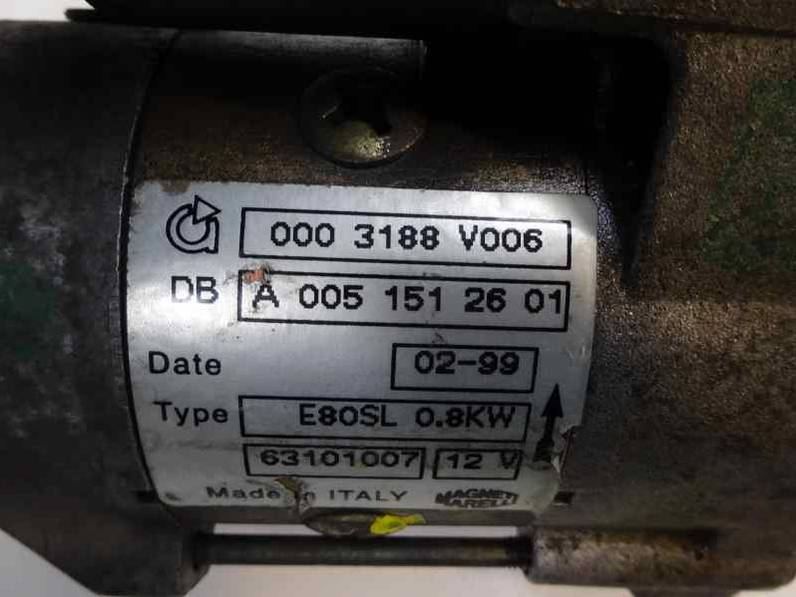 000 3188 V006
DB A 005 151 26 01
Date 02-99
Type E80SL 0.8KW
63101007 12 V
Made in ITALY MAGNETI
MARELLI